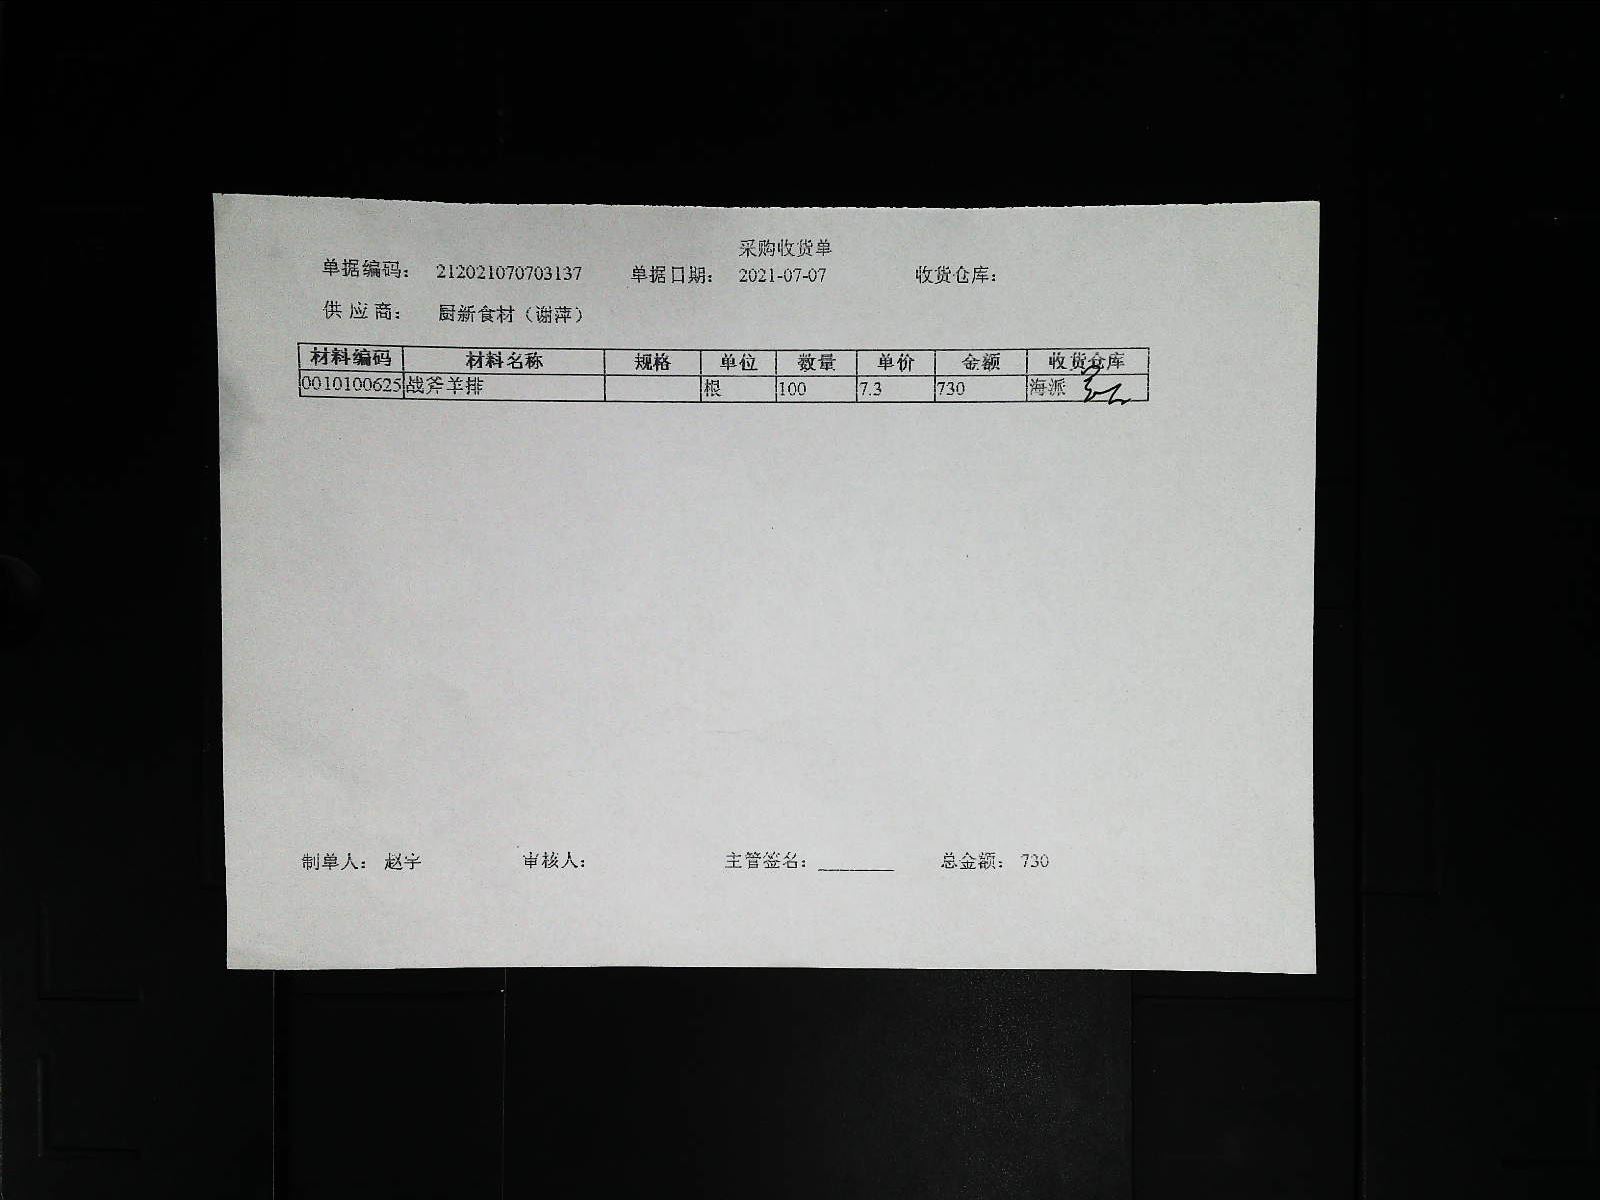 采购收货单
单据编码： 212021070703137 单据日期： 2021-07-07 收货仓库：
供应商： 厨新食材（谢萍）
材料编码 材料名称 规格 单位 数量 单价 金额 收货仓库
0010100625 战斧羊排 根 100 7.3 730 海派
制单人： 赵宇 审核人： 主管签名：________ 总金额： 730